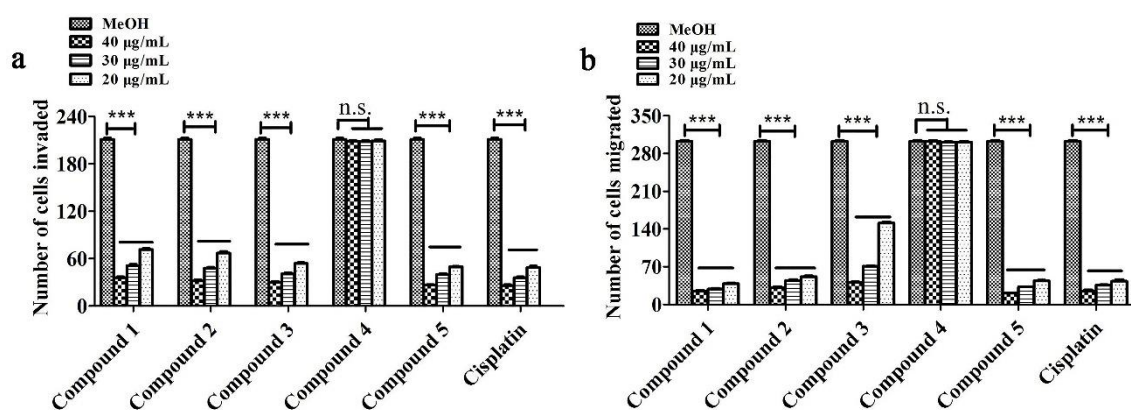 a
MeOH
40 µg/mL
30 µg/mL
20 µg/mL
Number of cells invaded
240
180
120
60
0
***
***
***
n.s.
***
***
Compound 1
Compound 2
Compound 3
Compound 4
Compound 5
Cisplatin
b
MeOH
40 µg/mL
30 µg/mL
20 µg/mL
Number of cells migrated
350
280
210
140
70
0
***
***
***
n.s.
***
***
Compound 1
Compound 2
Compound 3
Compound 4
Compound 5
Cisplatin